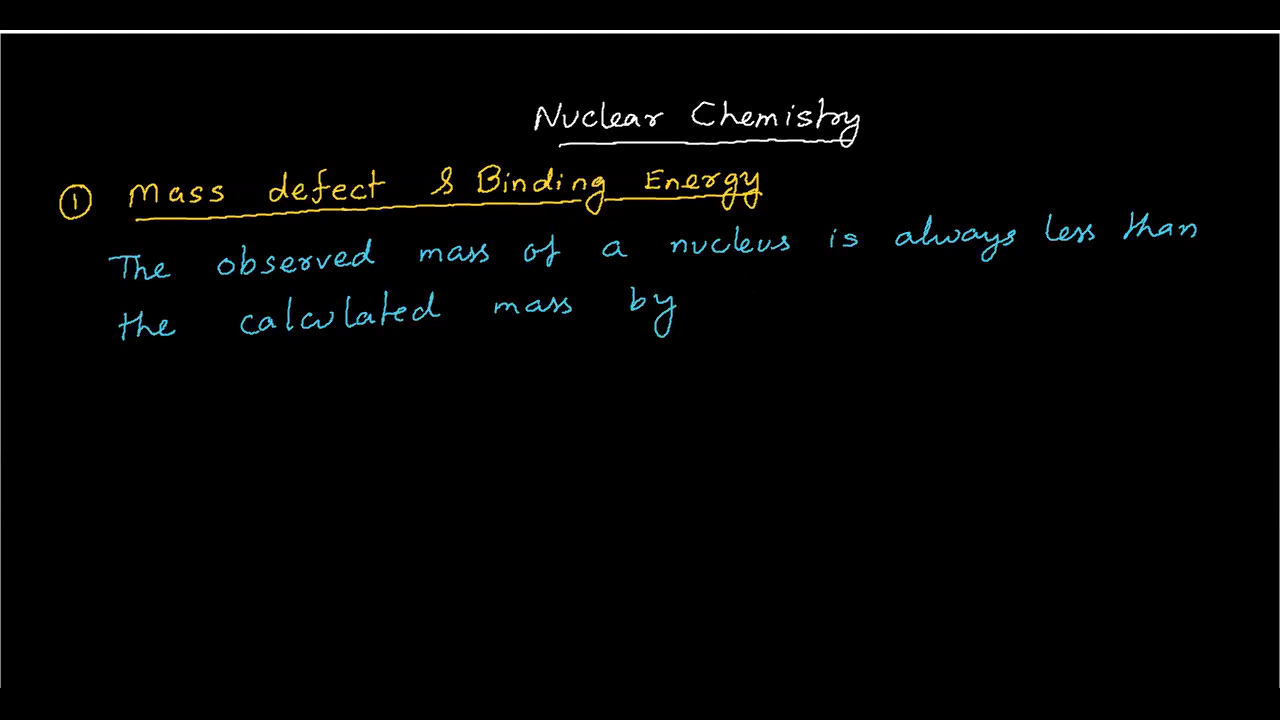 Nuclear Chemistry
① Mass defect & Binding Energy
The observed mass of a nucleus is always less than
the calculated mass by